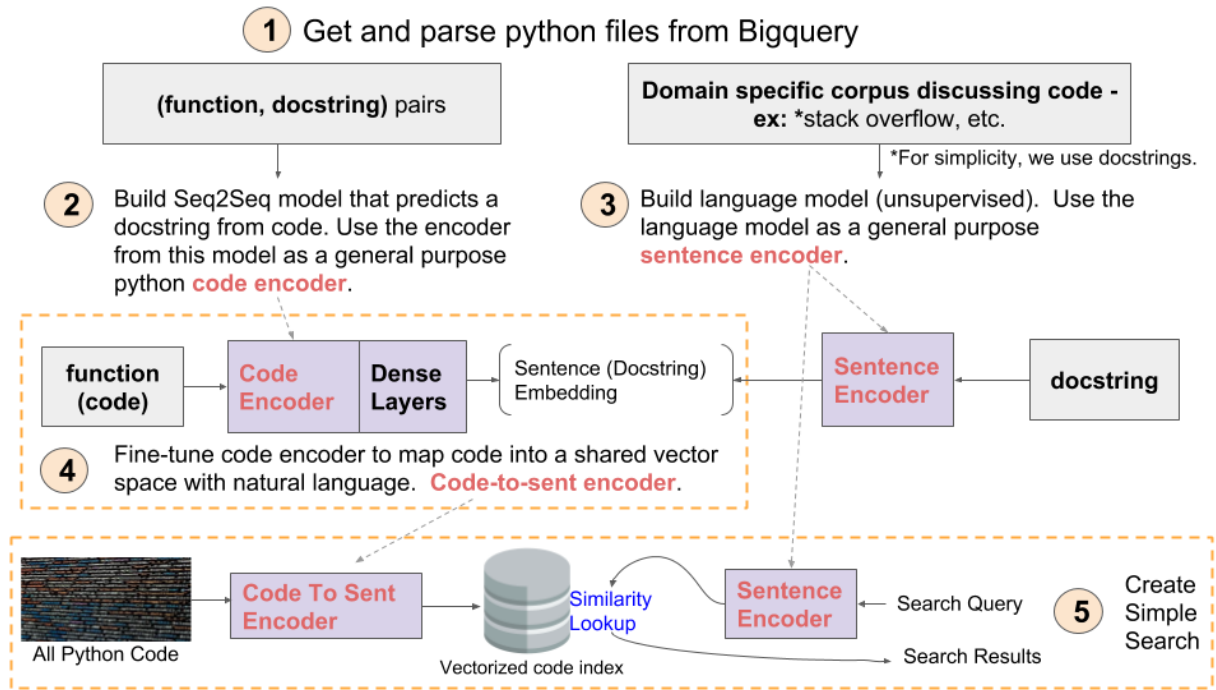 1 Get and parse python files from Bigquery
(function, docstring) pairs
Domain specific corpus discussing code -
ex: *stack overflow, etc.
*For simplicity, we use docstrings.
2 Build Seq2Seq model that predicts a
docstring from code. Use the encoder
from this model as a general purpose
python code encoder.
3 Build language model (unsupervised). Use the
language model as a general purpose
sentence encoder.
function
(code)
Code
Encoder
Dense
Layers
Sentence (Docstring)
Embedding
Sentence
Encoder
docstring
4 Fine-tune code encoder to map code into a shared vector
space with natural language. Code-to-sent encoder.
All Python Code
Code To Sent
Encoder
Vectorized code index
Similarity
Lookup
Sentence
Encoder
Search Query
Search Results
5 Create
Simple
Search